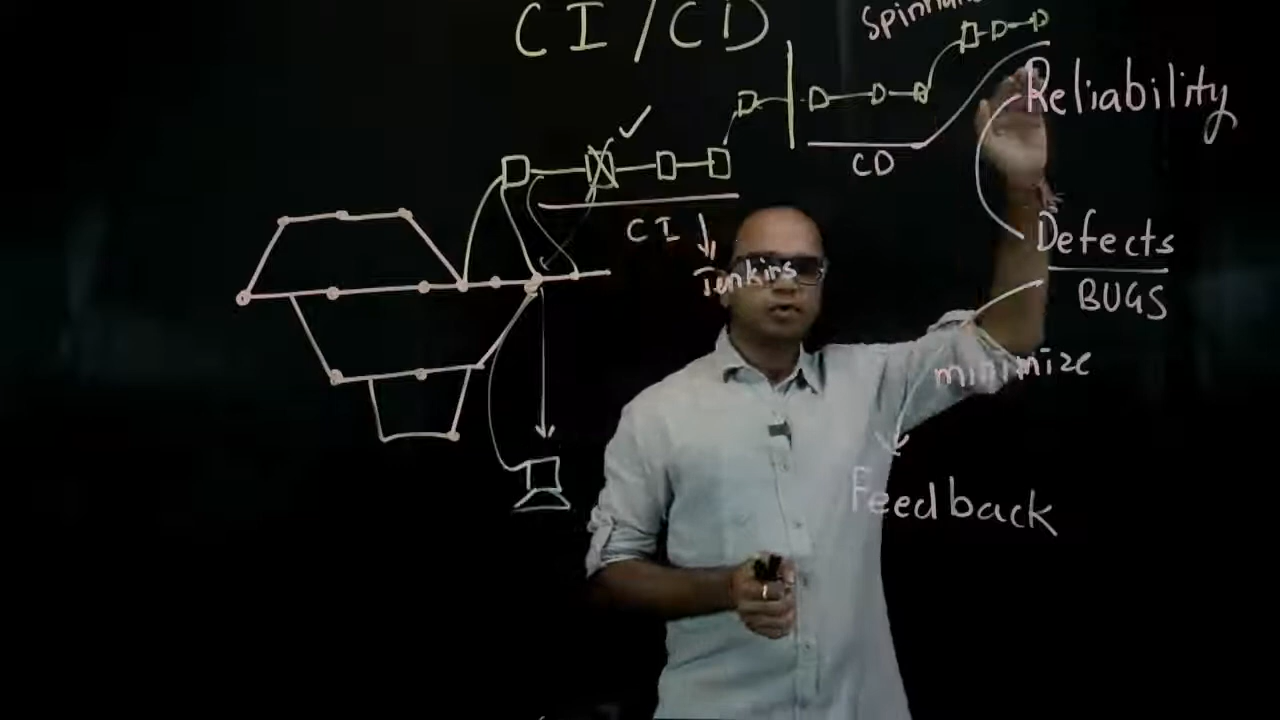 CI/CD
Reliability
CD
CI
Defects
Jenkins
BUGS
minimize
Feedback